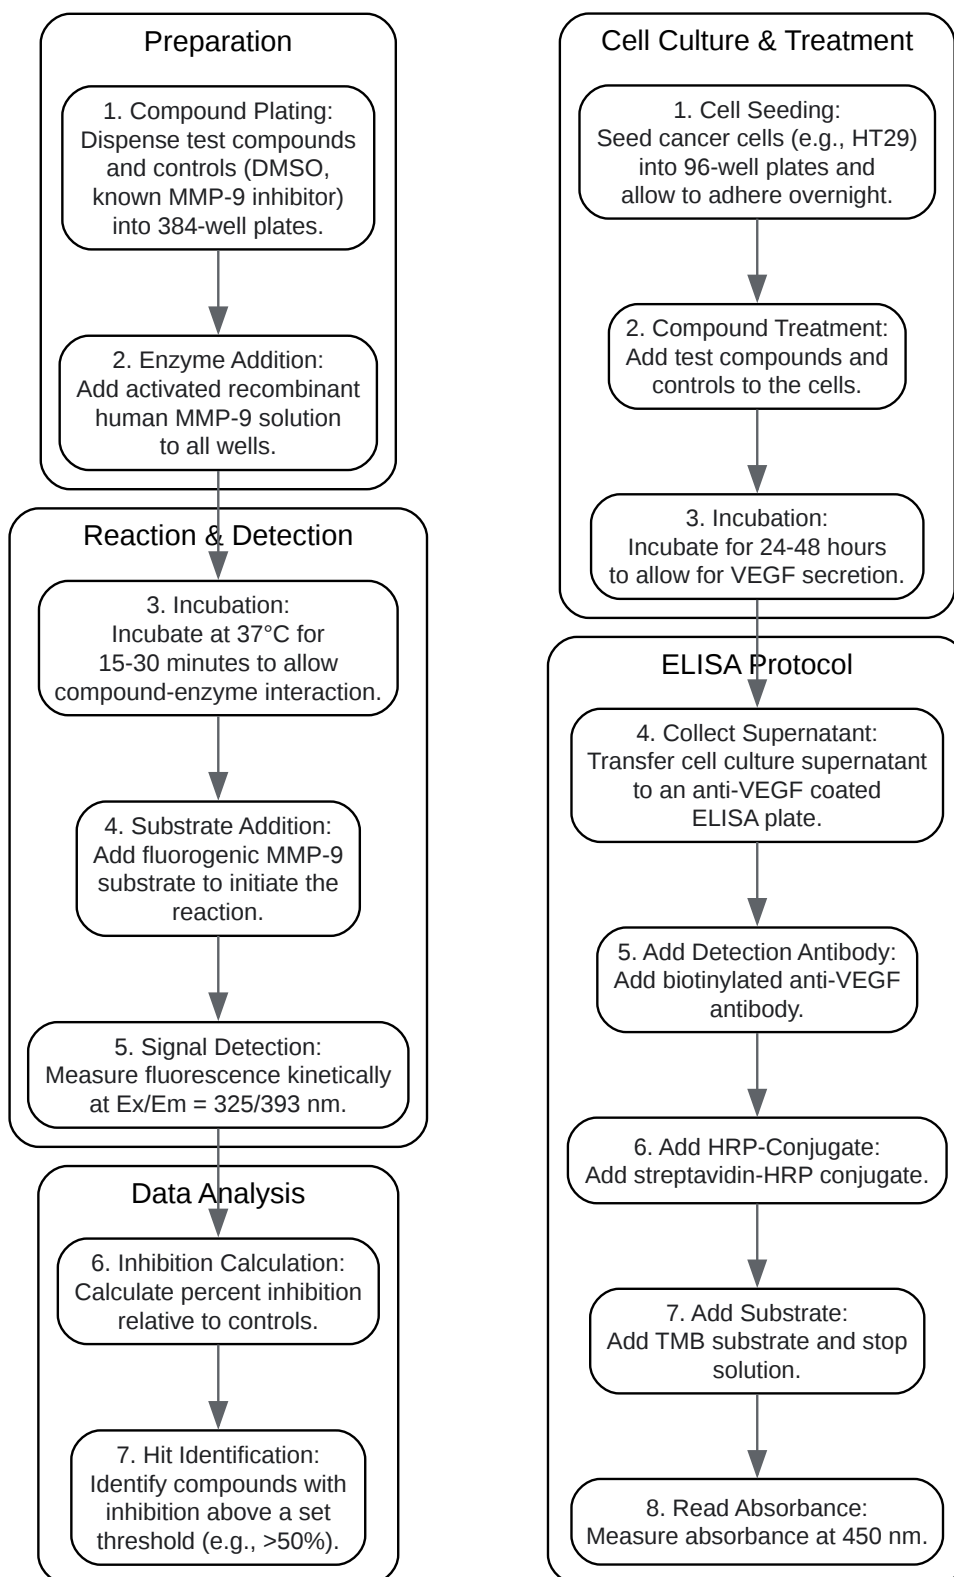 Preparation
1. Compound Plating:
Dispense test compounds
and controls (DMSO,
known MMP-9 inhibitor)
into 384-well plates.
2. Enzyme Addition:
Add activated recombinant
human MMP-9 solution
to all wells.
Reaction & Detection
3. Incubation:
Incubate at 37°C for
15-30 minutes to allow
compound-enzyme interaction.
4. Substrate Addition:
Add fluorogenic MMP-9
substrate to initiate the
reaction.
5. Signal Detection:
Measure fluorescence kinetically
at Ex/Em = 325/393 nm.
Data Analysis
6. Inhibition Calculation:
Calculate percent inhibition
relative to controls.
7. Hit Identification:
Identify compounds with
inhibition above a set
threshold (e.g., >50%).
Cell Culture & Treatment
1. Cell Seeding:
Seed cancer cells (e.g., HT29)
into 96-well plates and
allow to adhere overnight.
2. Compound Treatment:
Add test compounds and
controls to the cells.
3. Incubation:
Incubate for 24-48 hours
to allow for VEGF secretion.
ELISA Protocol
4. Collect Supernatant:
Transfer cell culture supernatant
to an anti-VEGF coated
ELISA plate.
5. Add Detection Antibody:
Add biotinylated anti-VEGF
antibody.
6. Add HRP-Conjugate:
Add streptavidin-HRP conjugate.
7. Add Substrate:
Add TMB substrate and stop
solution.
8. Read Absorbance:
Measure absorbance at 450 nm.